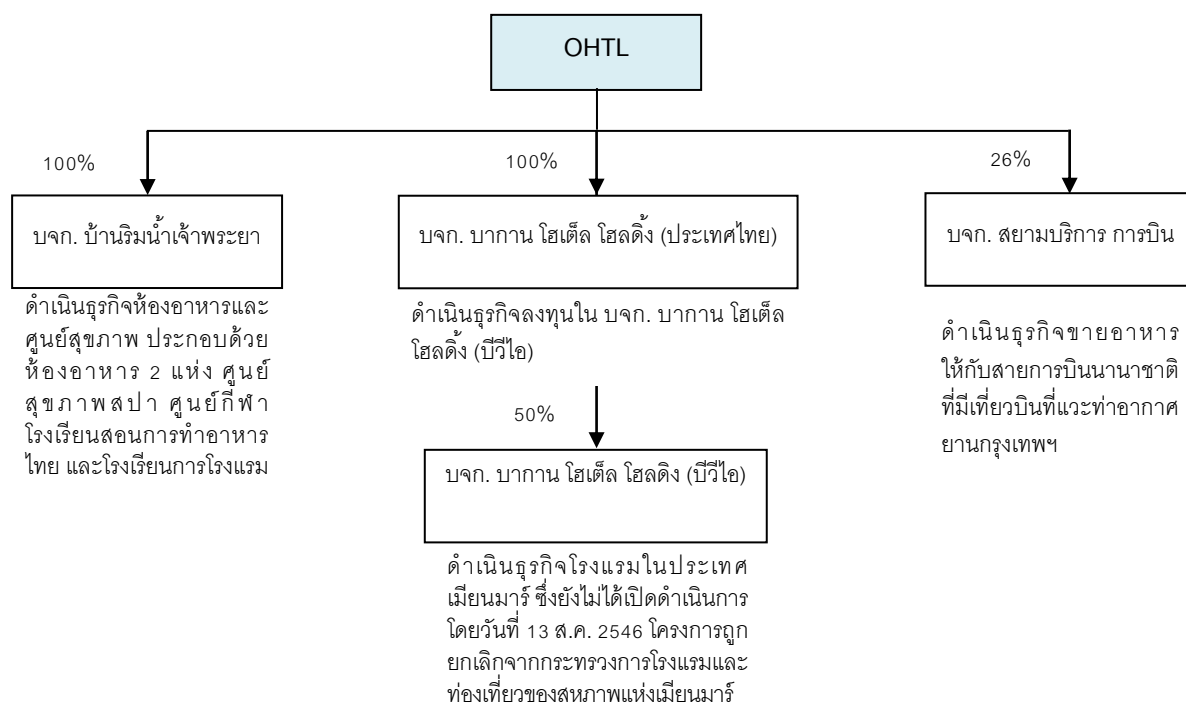 OHTL
100%
100%
26%
บจก. บ้านริมน้ำเจ้าพระยา
บจก. บากาน โฮเต็ล โฮลดิ้ง (ประเทศไทย)
บจก. สยามบริการ การบิน
ดำเนินธุรกิจห้องอาหารและ
ศูนย์สุขภาพ ประกอบด้วย
ห้องอาหาร 2 แห่ง ศูนย์
สุขภาพสปา ศูนย์กีฬา
โรงเรียนสอนการทำอาหาร
ไทย และโรงเรียนการโรงแรม
ดำเนินธุรกิจลงทุนใน บจก. บากาน โฮเต็ล
โฮลดิ้ง (บีวีไอ)
ดำเนินธุรกิจขายอาหาร
ให้กับสายการบินนานาชาติ
ที่มีเที่ยวบินที่แวะท่าอากาศ
ยานกรุงเทพฯ
50%
บจก. บากาน โฮเต็ล โฮลดิง (บีวีไอ)
ดำเนินธุรกิจโรงแรมในประเทศ
เมียนมาร์ ซึ่งยังไม่ได้เปิดดำเนินการ
โดยวันที่ 13 ส.ค. 2546 โครงการถูก
ยกเลิกจากกระทรวงการโรงแรมและ
ท่องเที่ยวของสหภาพแห่งเมียนมาร์